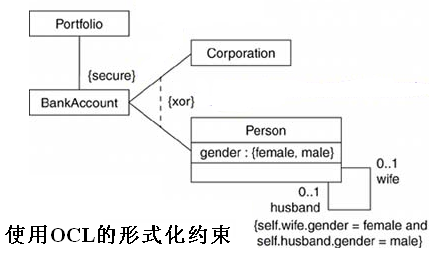 Portfolio
{secure}
Corporation
BankAccount
{xor}
Person
gender : {female, male}
0..1
wife
0..1
husband
{self.wife.gender = female and
self.husband.gender = male}
使用OCL的形式化约束